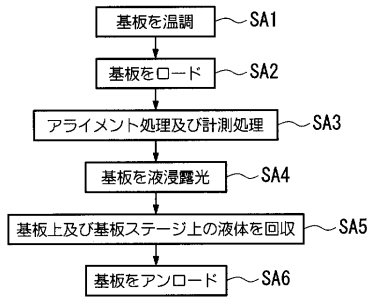 基板を温調 SA1
基板をロード SA2
アライメント処理及び計測処理 SA3
基板を液浸露光 SA4
基板上及び基板ステージ上の液体を回収 SA5
基板をアンロード SA6